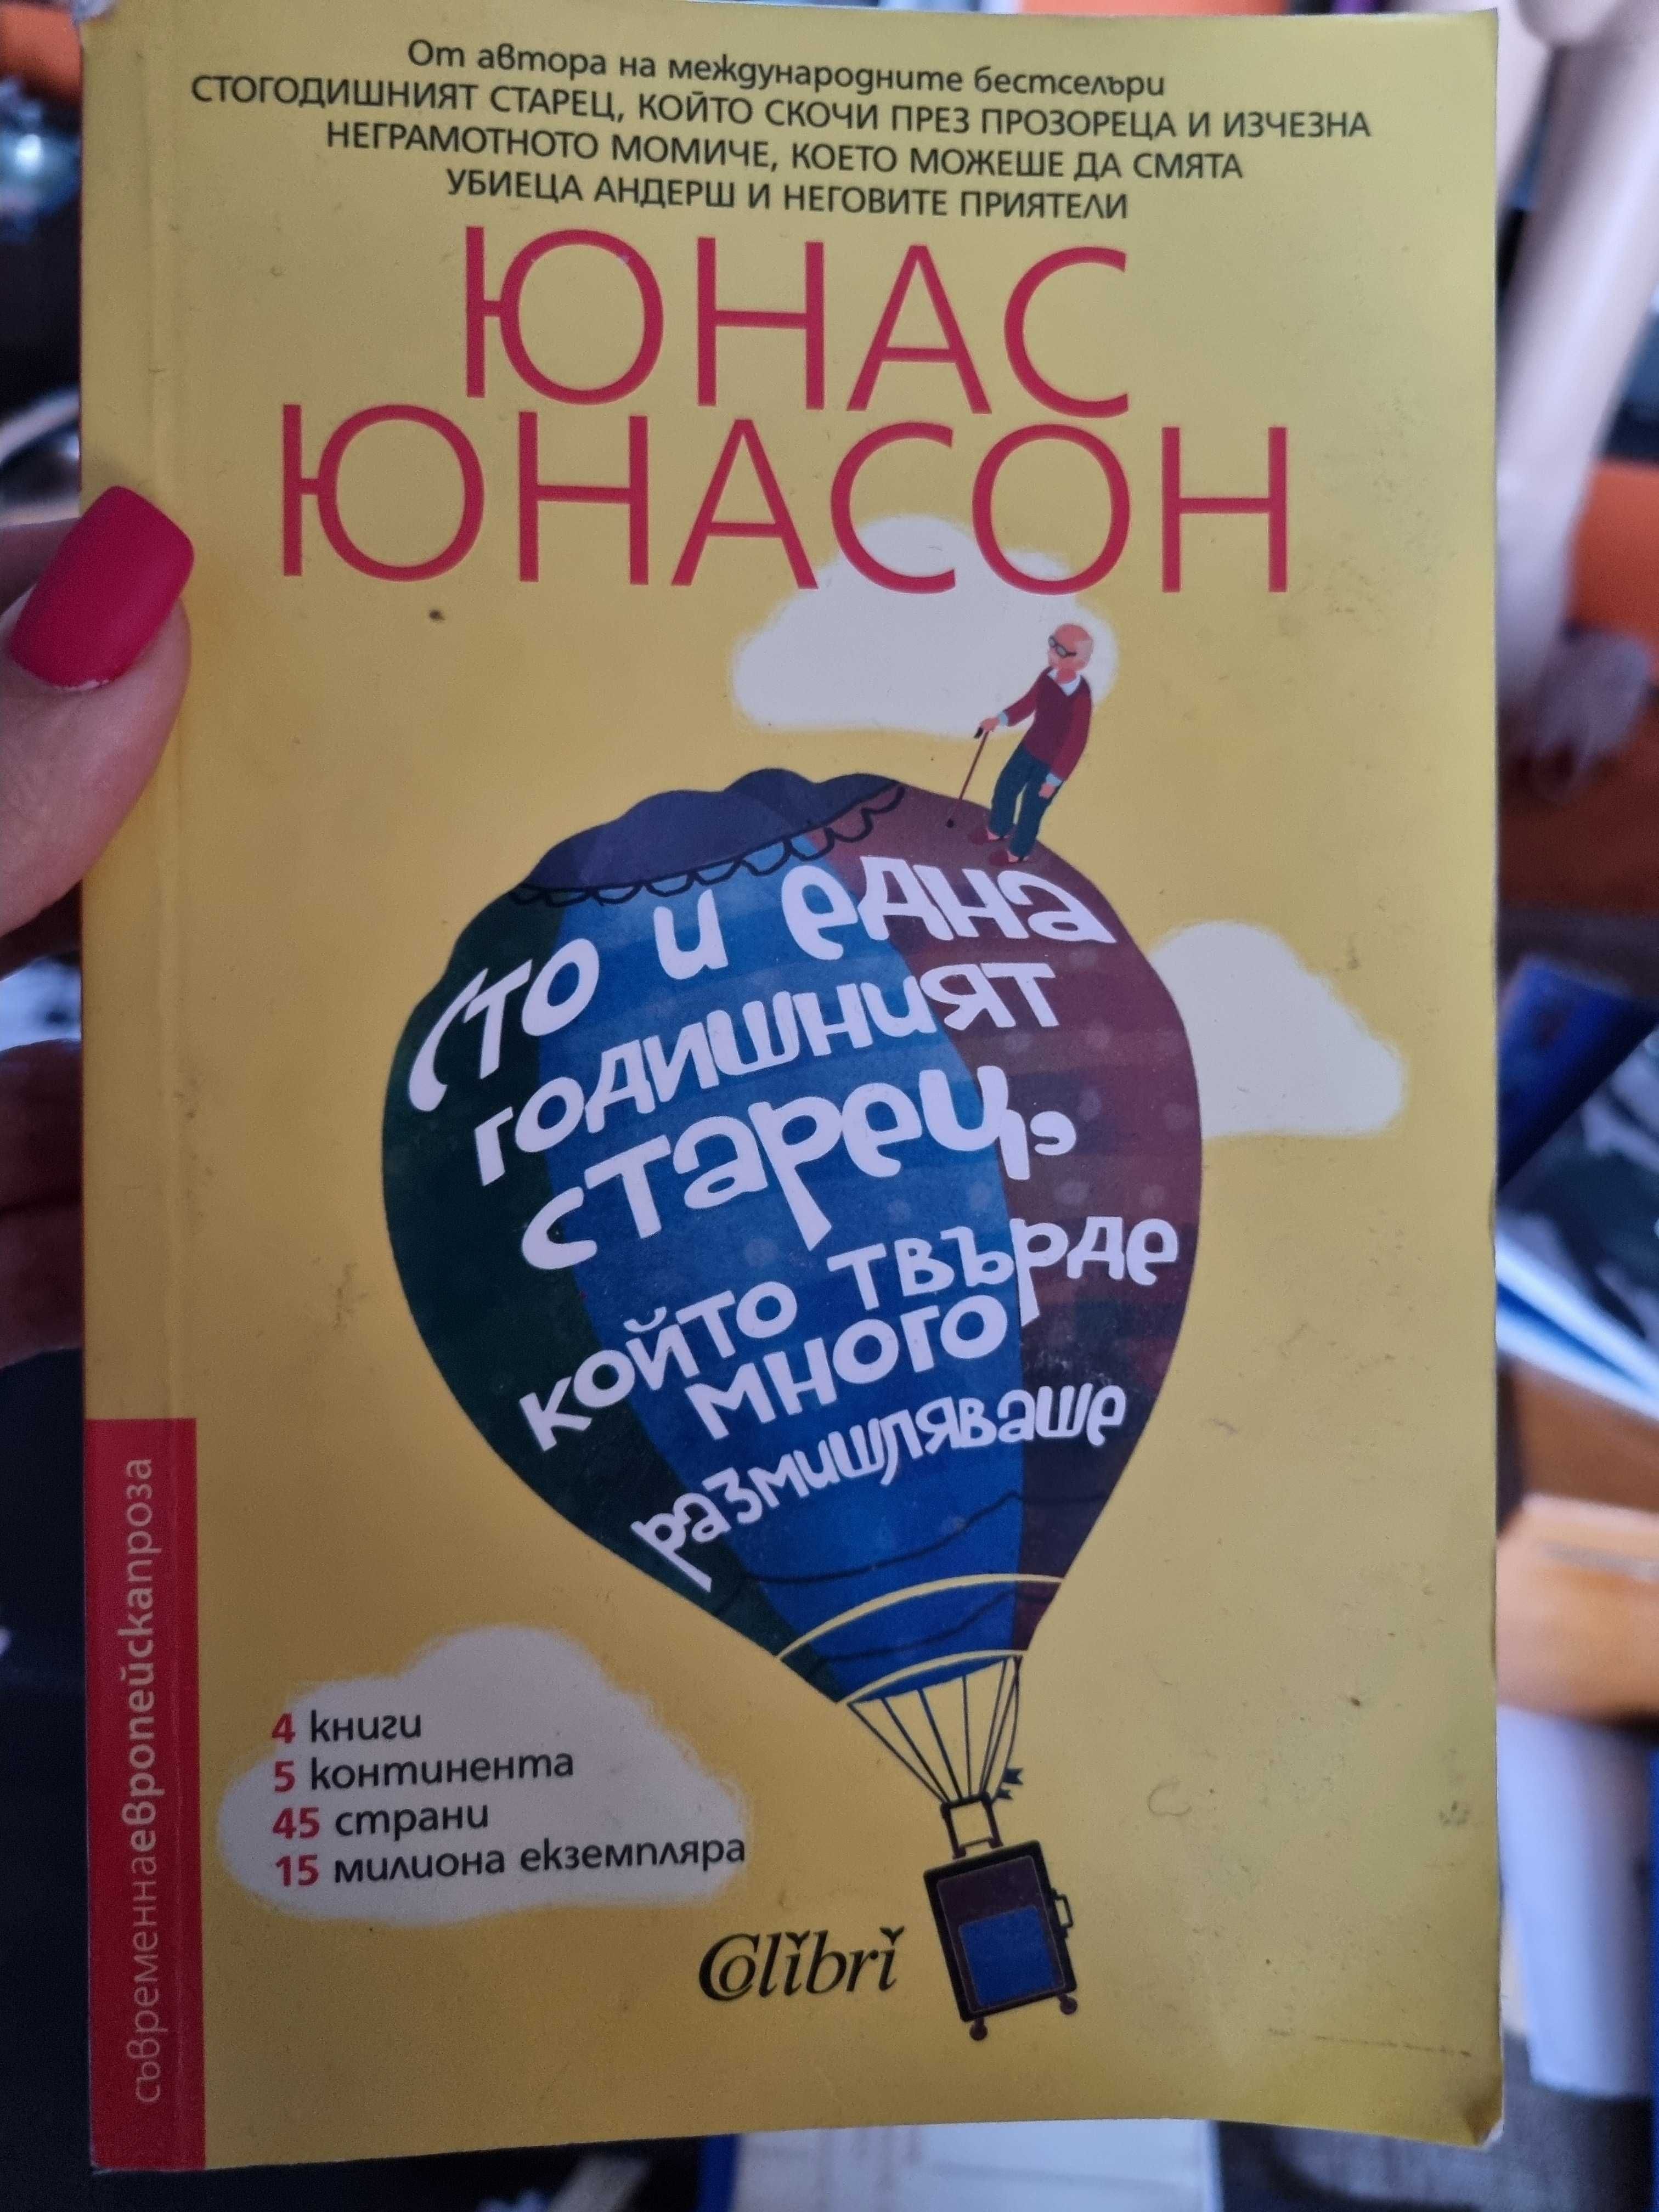 От автора на международните бестселъри
СТОГОДИШНИЯТ СТАРЕЦ, КОЙТО СКОЧИ ПРЕЗ ПРОЗОРЕЦА И ИЗЧЕЗНА
НЕГРАМОТНОТО МОМИЧЕ, КОЕТО МОЖЕШЕ ДА СМЯТА
УБИЕЦА АНДЕРШ И НЕГОВИТЕ ПРИЯТЕЛИ
ЮНАС
ЮНАСОН
Сто и една
годишният
старец,
който твърде
много
размишляваше
4 книги
5 континента
45 страни
15 милиона екземпляра
Colibri
съвременнаевропейскапроза